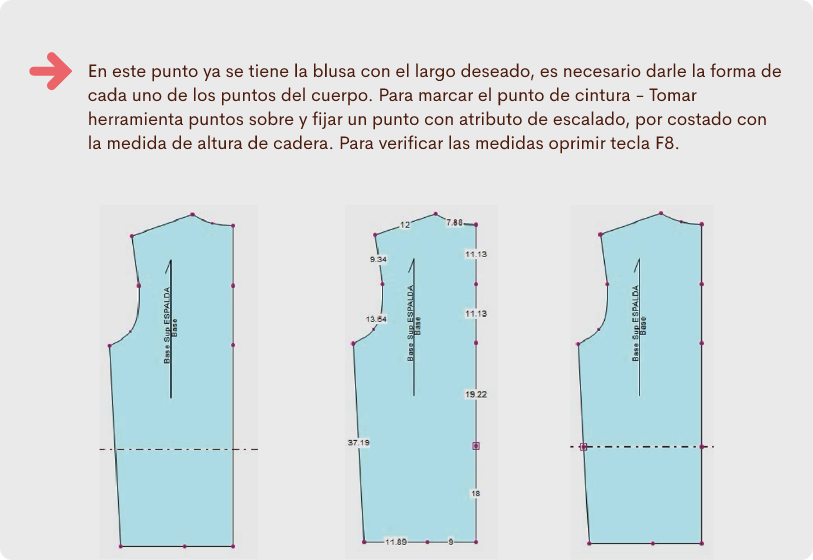 En este punto ya se tiene la blusa con el largo deseado, es necesario darle la forma de
cada uno de los puntos del cuerpo. Para marcar el punto de cintura - Tomar
herramienta puntos sobre y fijar un punto con atributo de escalado, por costado con
la medida de altura de cadera. Para verificar las medidas oprimir tecla F8.
Base Sup ESPALDA
Base
12
7.88
9.34
11.13
13.64
11.13
Base Sup ESPALDA
Base
19.22
37.19
18
11.89
9
Base Sup ESPALDA
Base